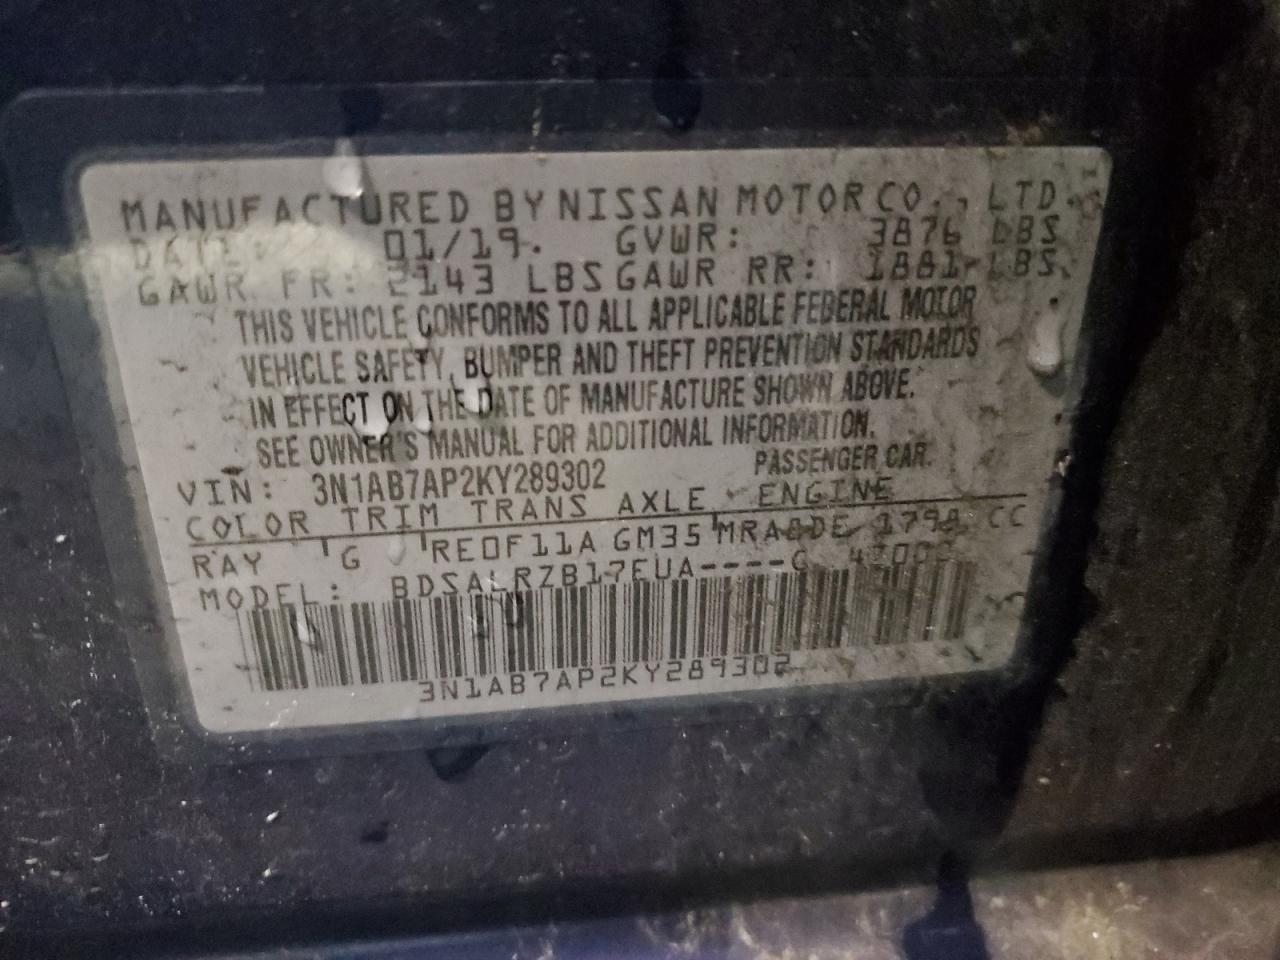 MANUFACTURED BY NISSAN MOTOR CO., LTD.
DATE: 01/19. GVWR: 3876 LBS
GAWR FR: 2143 LBS GAWR RR: 1881 LBS.
THIS VEHICLE CONFORMS TO ALL APPLICABLE FEDERAL MOTOR
VEHICLE SAFETY, BUMPER AND THEFT PREVENTION STANDARDS
IN EFFECT ON THE DATE OF MANUFACTURE SHOWN ABOVE.
SEE OWNER'S MANUAL FOR ADDITIONAL INFORMATION.
VIN: 3N1AB7AP2KY289302 PASSENGER CAR.
COLOR TRIM TRANS AXLE ENGINE
RAY G RE0F11A GM35 MRA8DE 1798 CC
MODEL: BDSALRZB17EUA----C
3N1AB7AP2KY289302